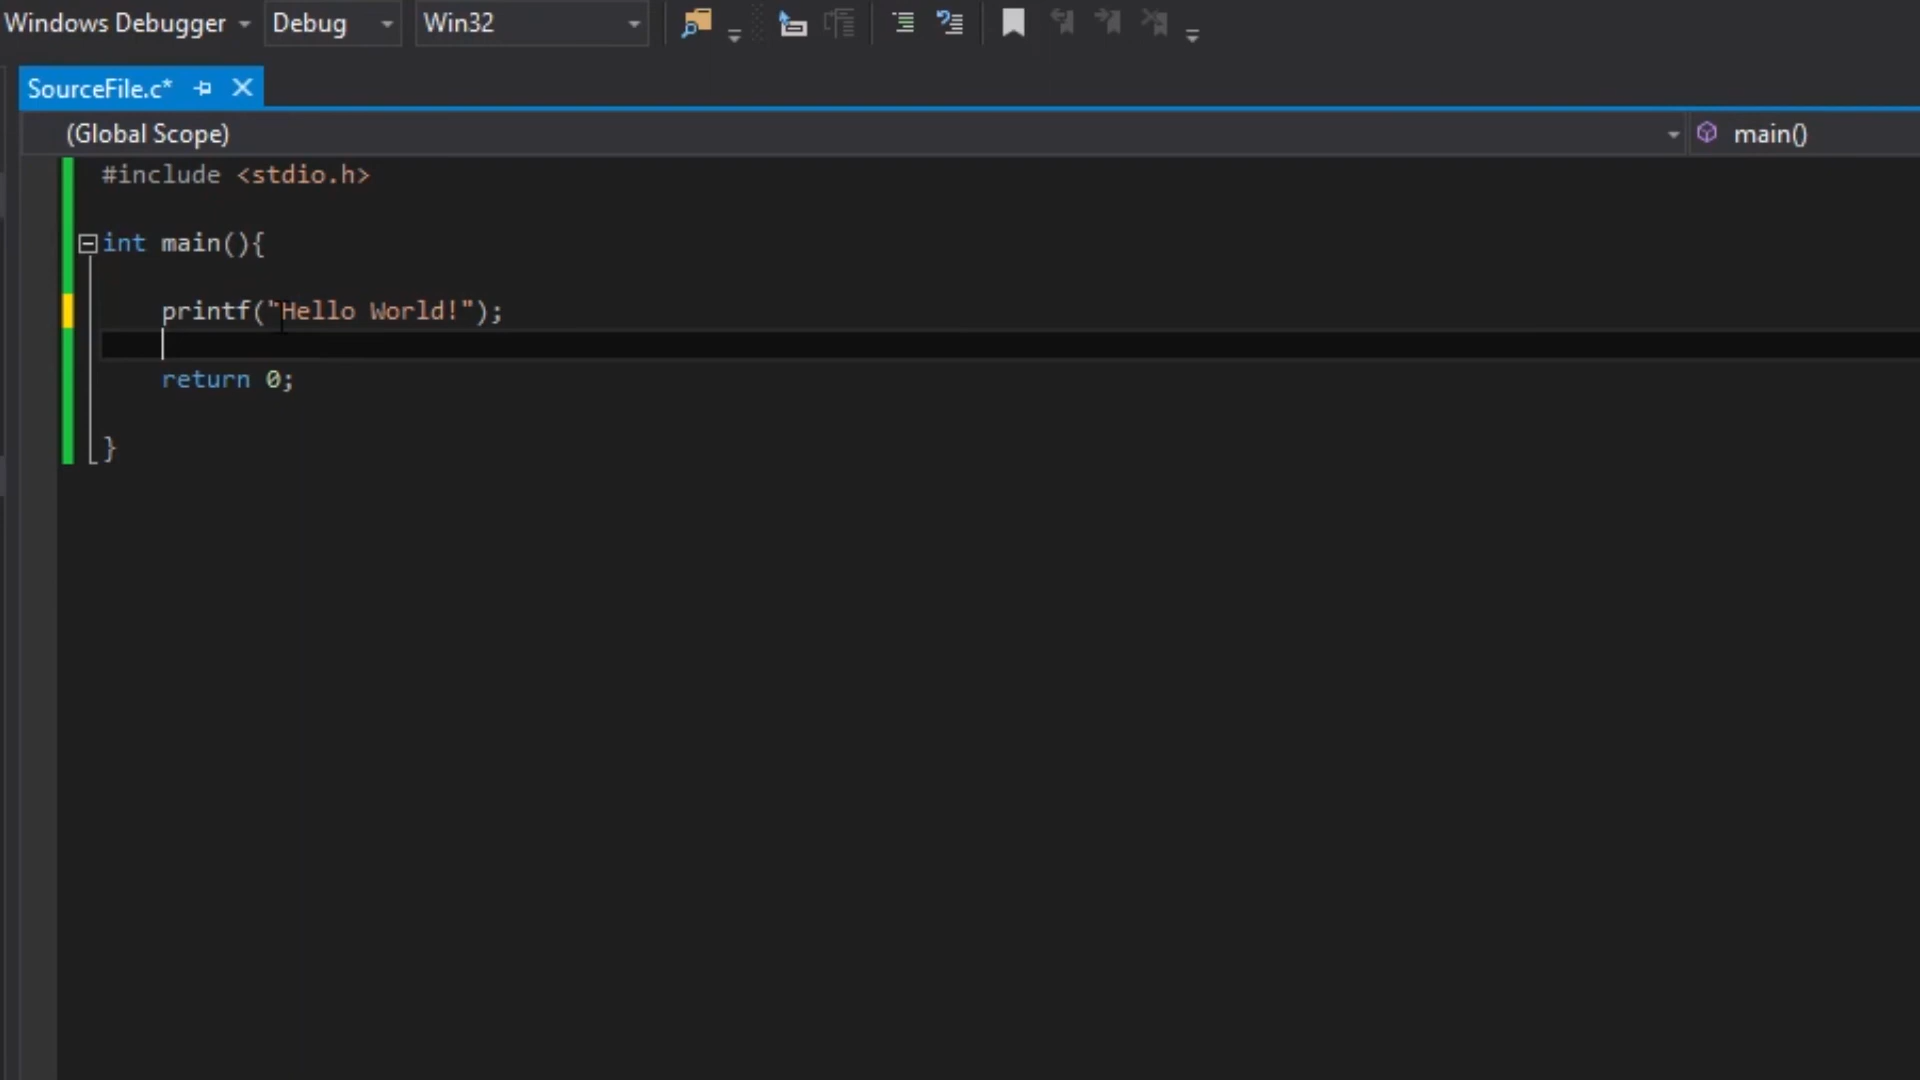 Windows Debugger Debug Win32
SourceFile.c*
(Global Scope) main()
#include <stdio.h>
int main(){
printf("Hello World!");
return 0;
}